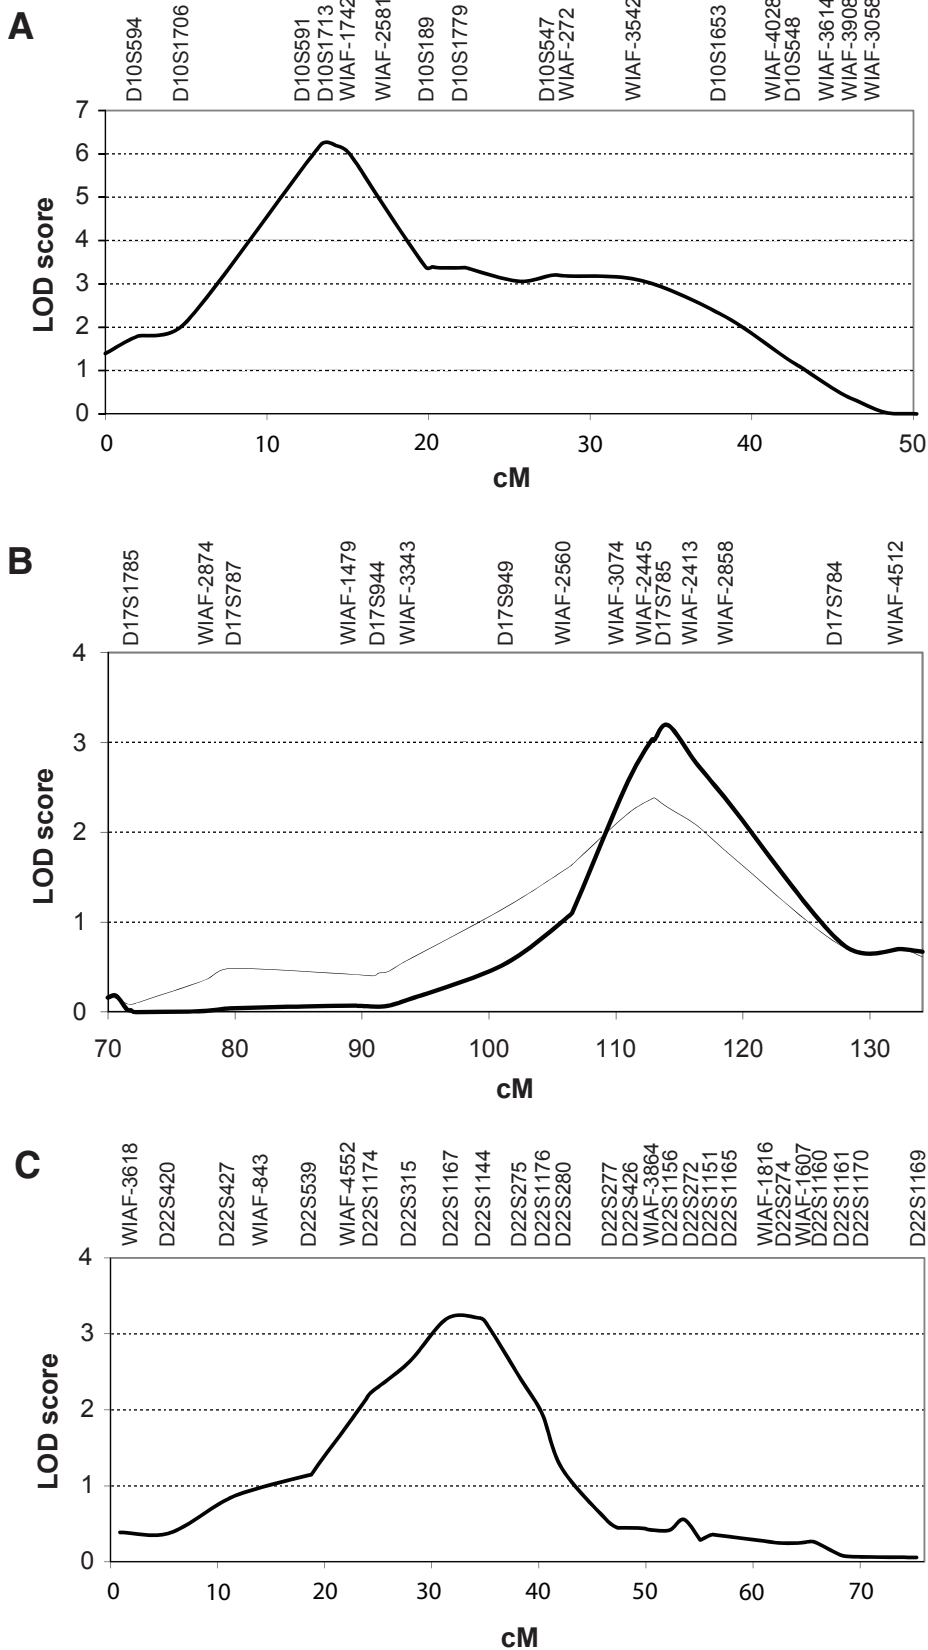 A
D10S594
D10S1706
D10S591
D10S1713
WIAF-1742
WIAF-2581
D10S189
D10S1779
D10S547
WIAF-272
WIAF-3542
D10S1653
WIAF-4028
D10S548
WIAF-3614
WIAF-3908
WIAF-3058
LOD score
7
6
5
4
3
2
1
0
0 10 20 30 40 50
cM
B
D17S1785
WIAF-2874
D17S787
WIAF-1479
D17S944
WIAF-3343
D17S949
WIAF-2560
WIAF-3074
WIAF-2445
D17S785
WIAF-2413
WIAF-2858
D17S784
WIAF-4512
LOD score
4
3
2
1
0
70 80 90 100 110 120 130
cM
C
WIAF-3618
D22S420
D22S427
WIAF-843
D22S539
WIAF-4552
D22S1174
D22S315
D22S1167
D22S1144
D22S275
D22S1176
D22S280
D22S277
D22S426
WIAF-3864
D22S1156
D22S272
D22S1151
D22S1165
WIAF-1816
D22S274
WIAF-1607
D22S1160
D22S1161
D22S1170
D22S1169
LOD score
4
3
2
1
0
0 10 20 30 40 50 60 70
cM